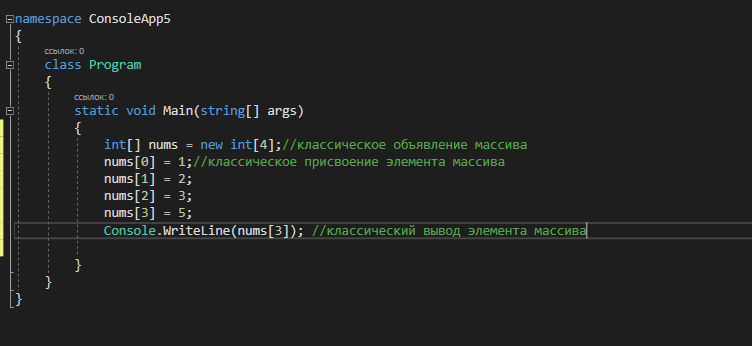 namespace ConsoleApp5
{
ссылок: 0
class Program
{
ссылок: 0
static void Main(string[] args)
{
int[] nums = new int[4];//классическое объявление массива
nums[0] = 1;//классическое присвоение элемента массива
nums[1] = 2;
nums[2] = 3;
nums[3] = 5;
Console.WriteLine(nums[3]); //классический вывод элемента массива
}
}
}